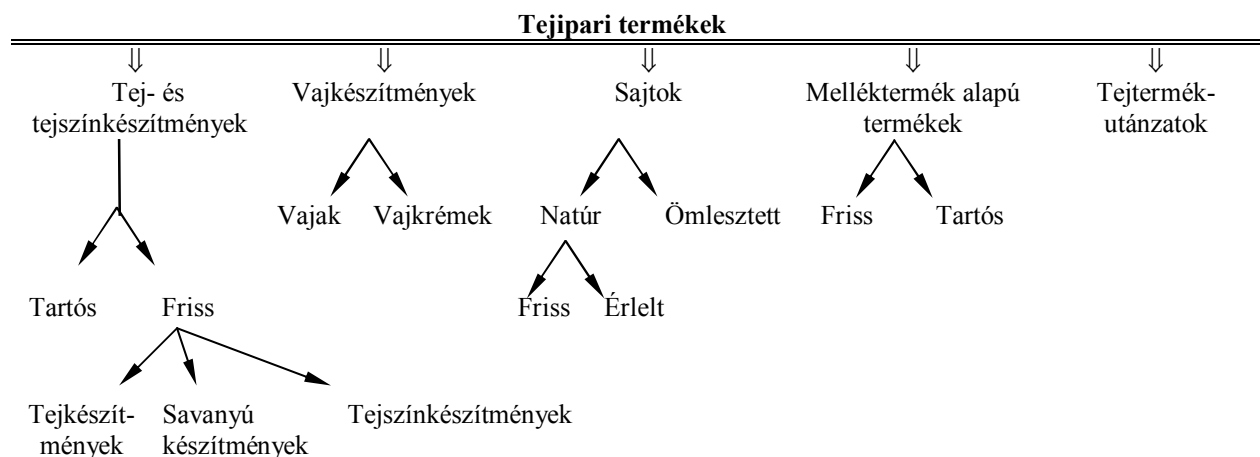 Tejipari termékek
⇓ ⇓ ⇓ ⇓ ⇓
Tej- és Vajkészítmények Sajtok Melléktermék alapú Tejtermék-
tejszínkészítmények termékek utánzatok
Vajak Vajkrémek Natúr Ömlesztett Friss Tartós
Tartós Friss Friss Érlelt
Tejkészít- Savanyú Tejszínkészítmények
mények készítmények